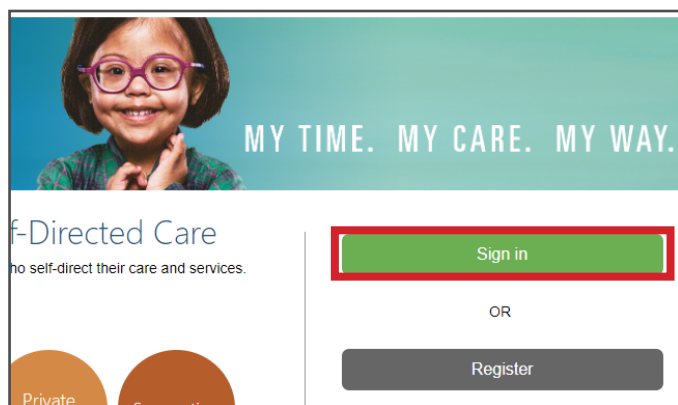 MY TIME. MY CARE. MY WAY.
f-Directed Care
ho self-direct their care and services.
Sign in
OR
Register
Private